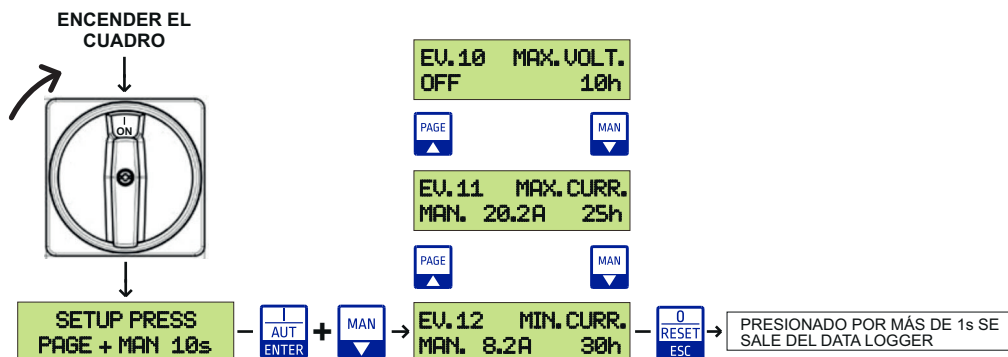 ENCENDER EL
CUADRO
I
ON
EV.10 MAX.VOLT.
OFF 10h
PAGE
MAN
EV.11 MAX.CURR.
MAN. 20.2A 25h
PAGE
MAN
SETUP PRESS
PAGE + MAN 10s
– I AUT ENTER + MAN
EV.12 MIN.CURR.
MAN. 8.2A 30h
– 0 RESET ESC
PRESIONADO POR MÁS DE 1s SE
SALE DEL DATA LOGGER